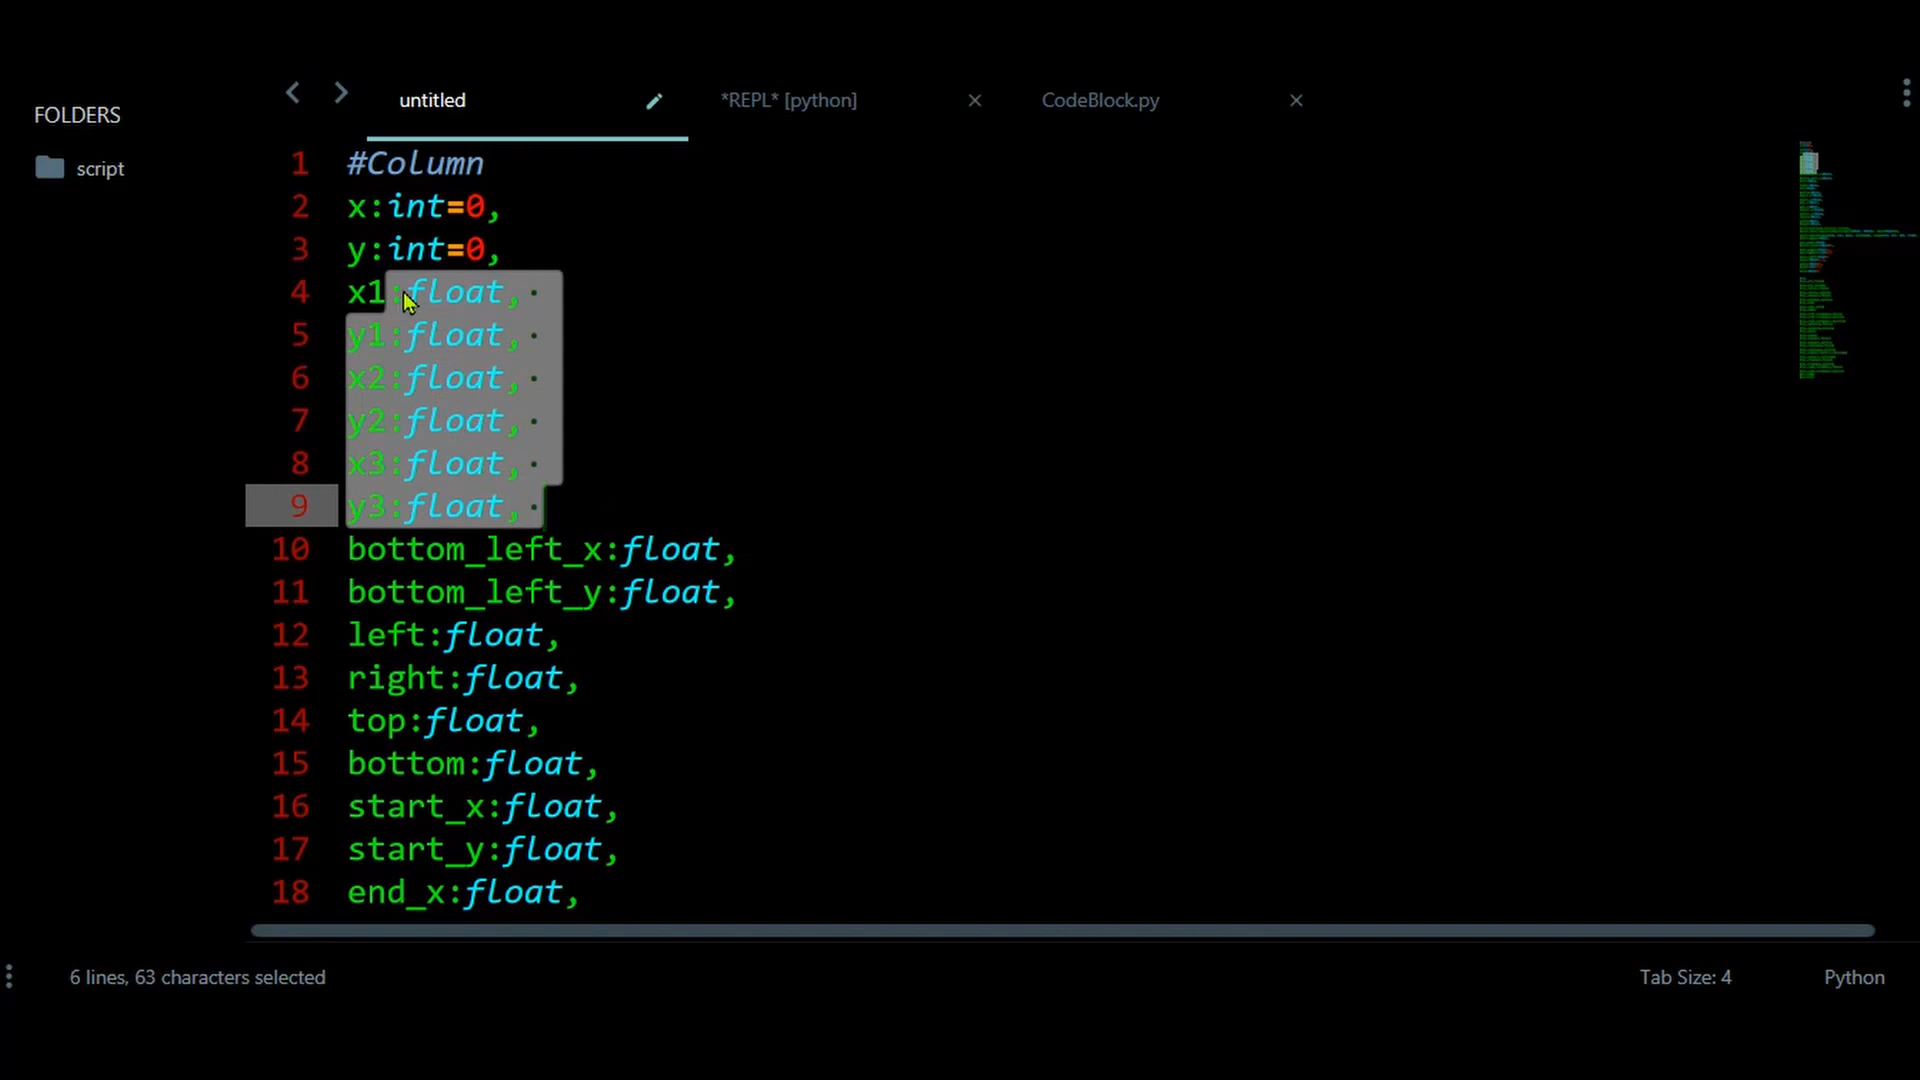 FOLDERS
script
untitled
*REPL* [python]
CodeBlock.py
1 #Column
2 x:int=0,
3 y:int=0,
4 x1:float,
5 y1:float,
6 x2:float,
7 y2:float,
8 x3:float,
9 y3:float,
10 bottom_left_x:float,
11 bottom_left_y:float,
12 left:float,
13 right:float,
14 top:float,
15 bottom:float,
16 start_x:float,
17 start_y:float,
18 end_x:float,
6 lines, 63 characters selected
Tab Size: 4
Python